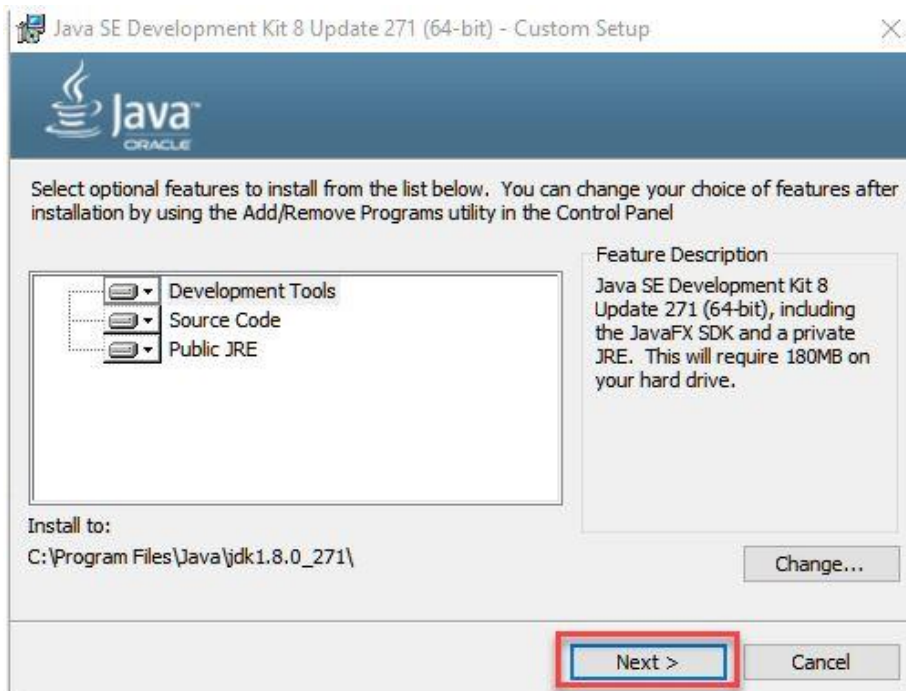 Java SE Development Kit 8 Update 271 (64-bit) - Custom Setup
Java™
ORACLE
Select optional features to install from the list below. You can change your choice of features after
installation by using the Add/Remove Programs utility in the Control Panel
Development Tools
Source Code
Public JRE
Feature Description
Java SE Development Kit 8
Update 271 (64-bit), including
the JavaFX SDK and a private
JRE. This will require 180MB on
your hard drive.
Install to:
C:\Program Files\Java\jdk1.8.0_271\
Change...
Next >
Cancel